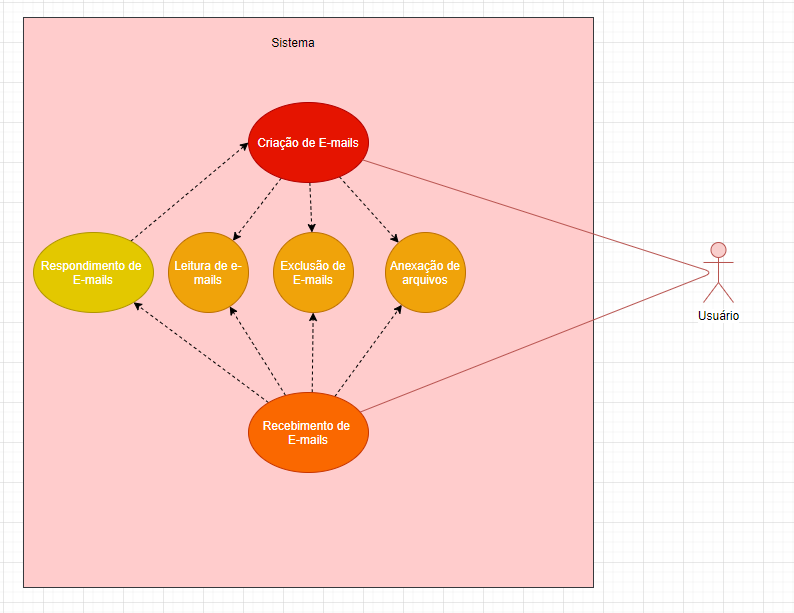 Sistema
Criação de E-mails
Respondimento de
E-mails
Leitura de e-
mails
Exclusão de
E-mails
Anexação de
arquivos
Usuário
Recebimento de
E-mails